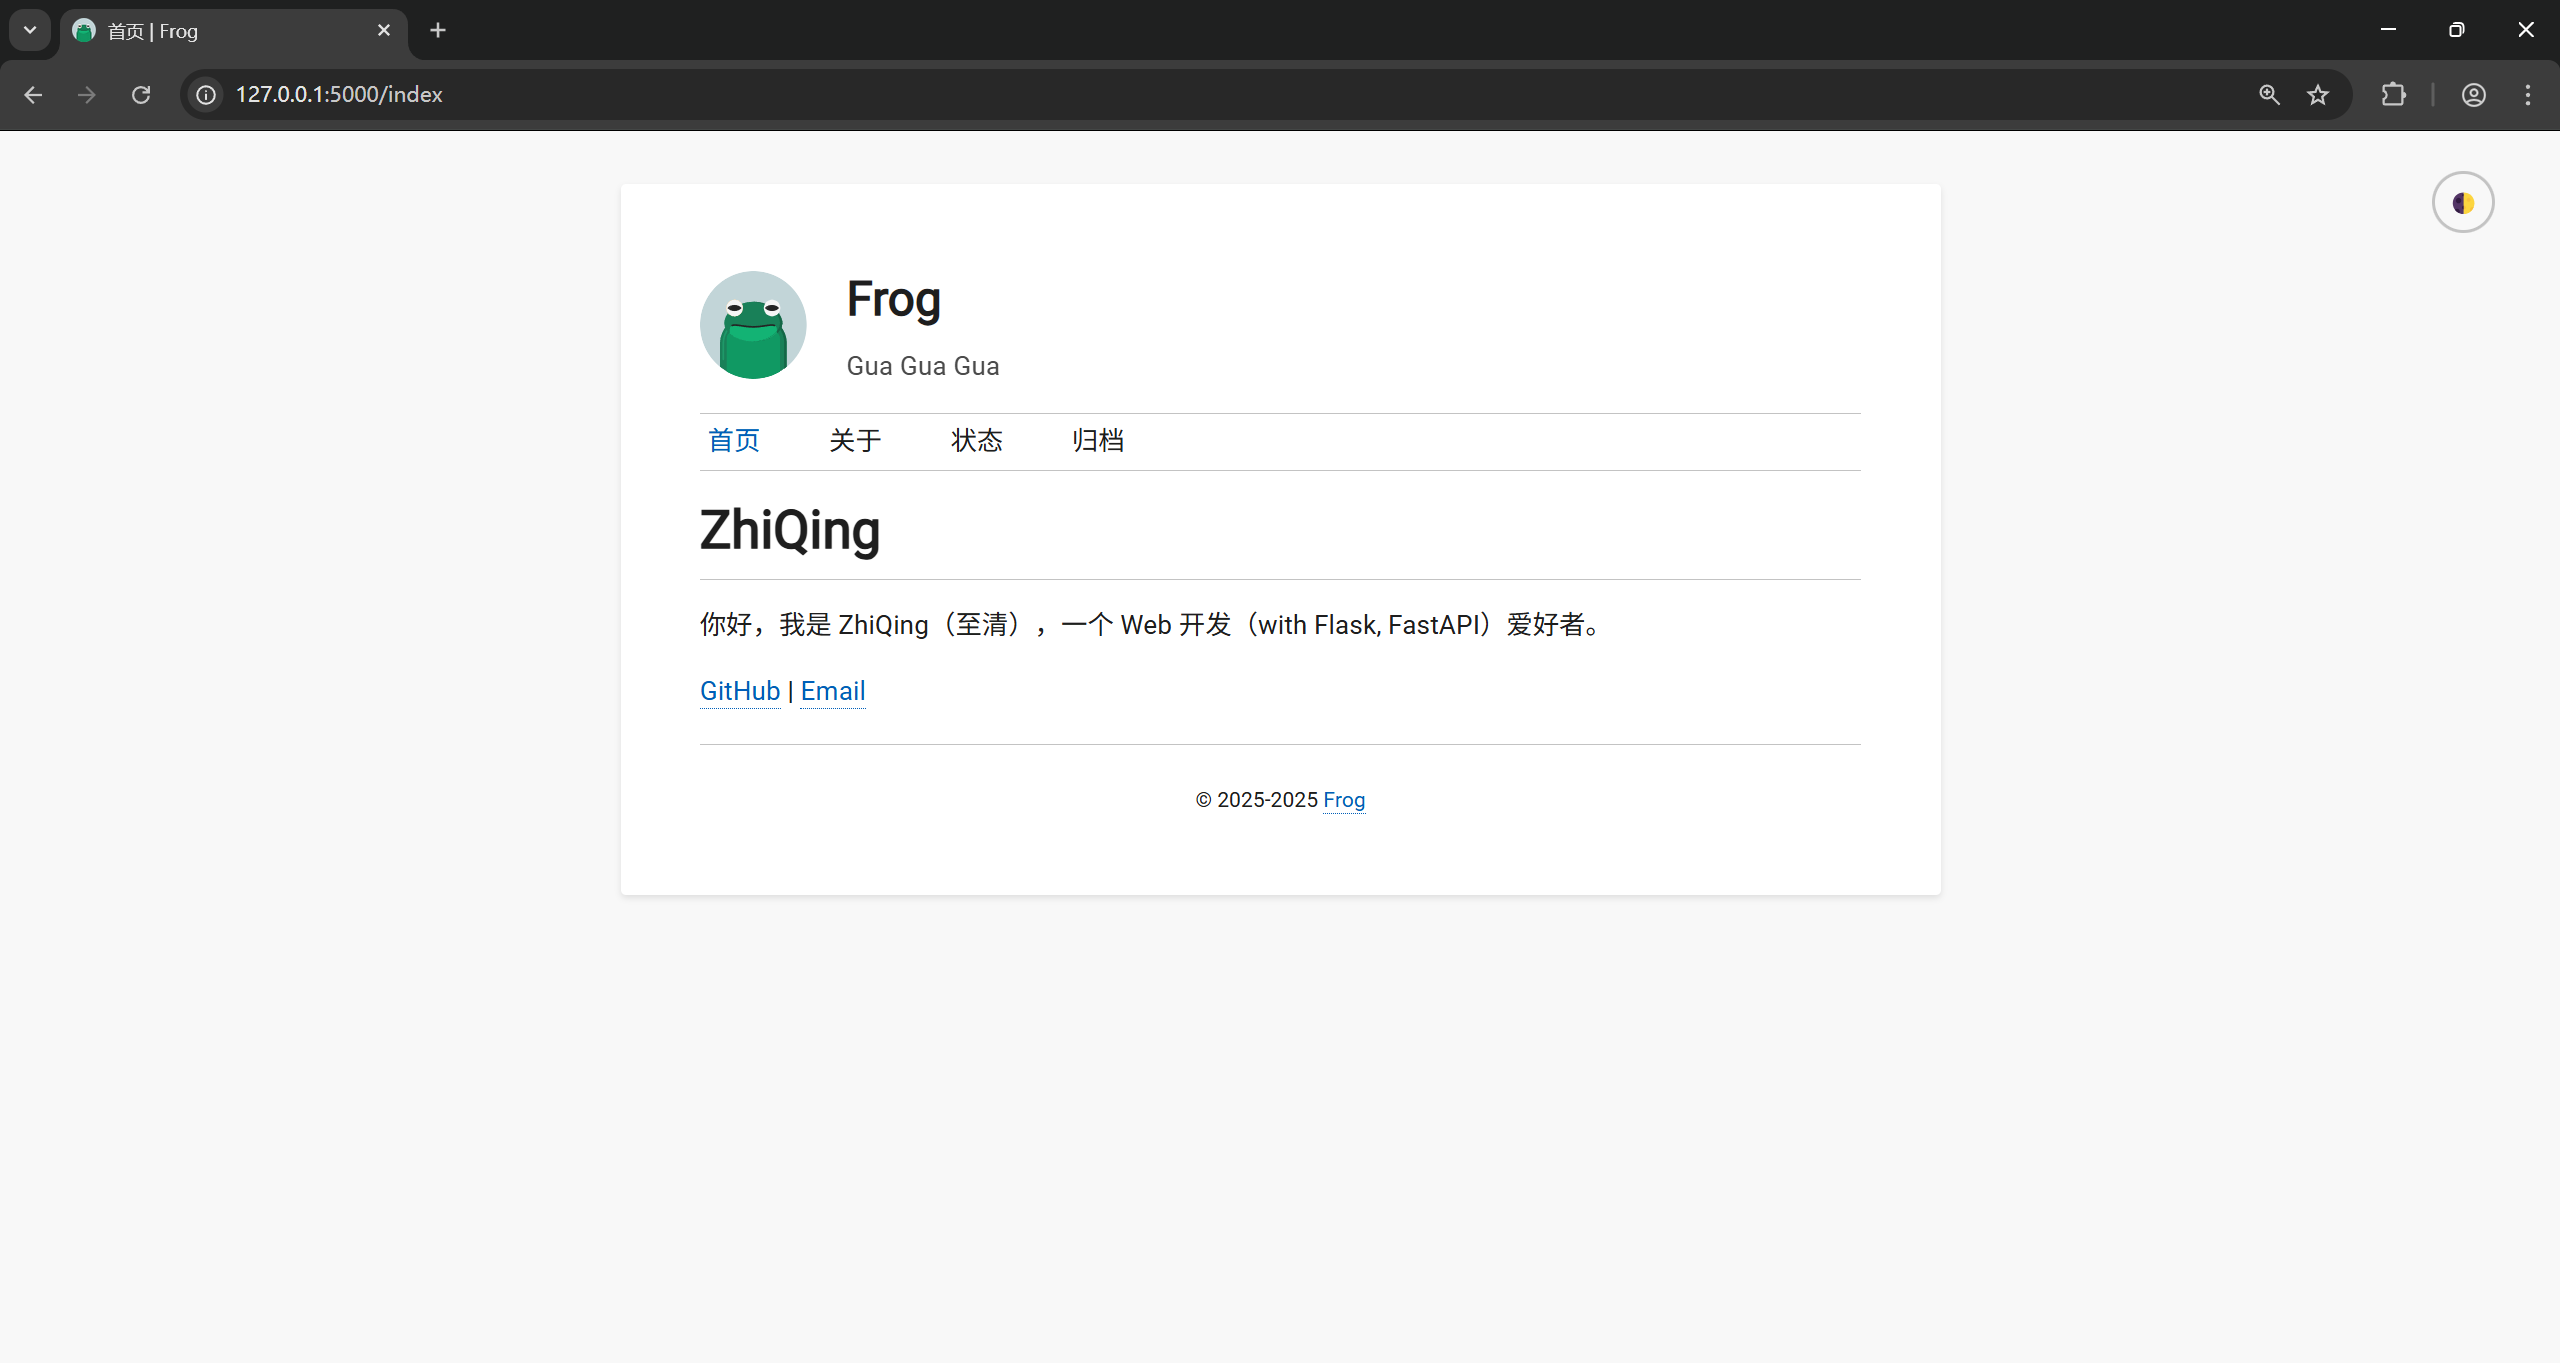 首页 | Frog
127.0.0.1:5000/index
Frog
Gua Gua Gua
首页 关于 状态 归档
ZhiQing
你好，我是 ZhiQing（至清），一个 Web 开发（with Flask, FastAPI）爱好者。
GitHub | Email
© 2025-2025 Frog